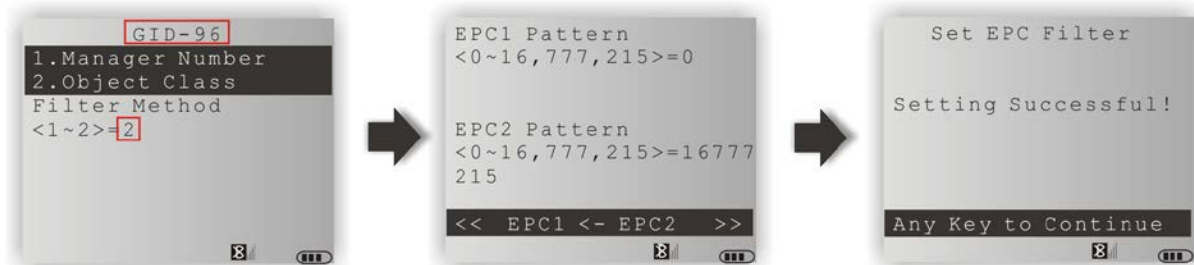 GID-96
1.Manager Number
2.Object Class
Filter Method
<1~2>=2
EPC1 Pattern
<0~16,777,215>=0
EPC2 Pattern
<0~16,777,215>=16777
215
<< EPC1 <- EPC2 >>
Set EPC Filter
Setting Successful!
Any Key to Continue